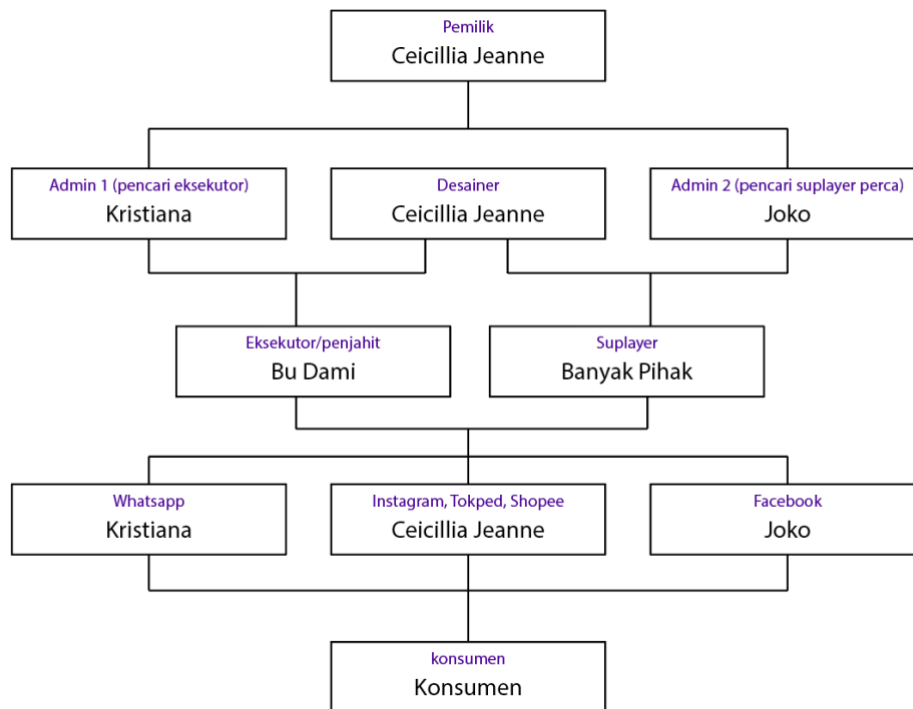 Pemilik
Ceicillia Jeanne
Admin 1 (pencari eksekutor)
Kristiana
Desainer
Ceicillia Jeanne
Admin 2 (pencari suplayer perca)
Joko
Eksekutor/penjahit
Bu Dami
Suplayer
Banyak Pihak
Whatsapp
Kristiana
Instagram, Tokped, Shopee
Ceicillia Jeanne
Facebook
Joko
konsumen
Konsumen